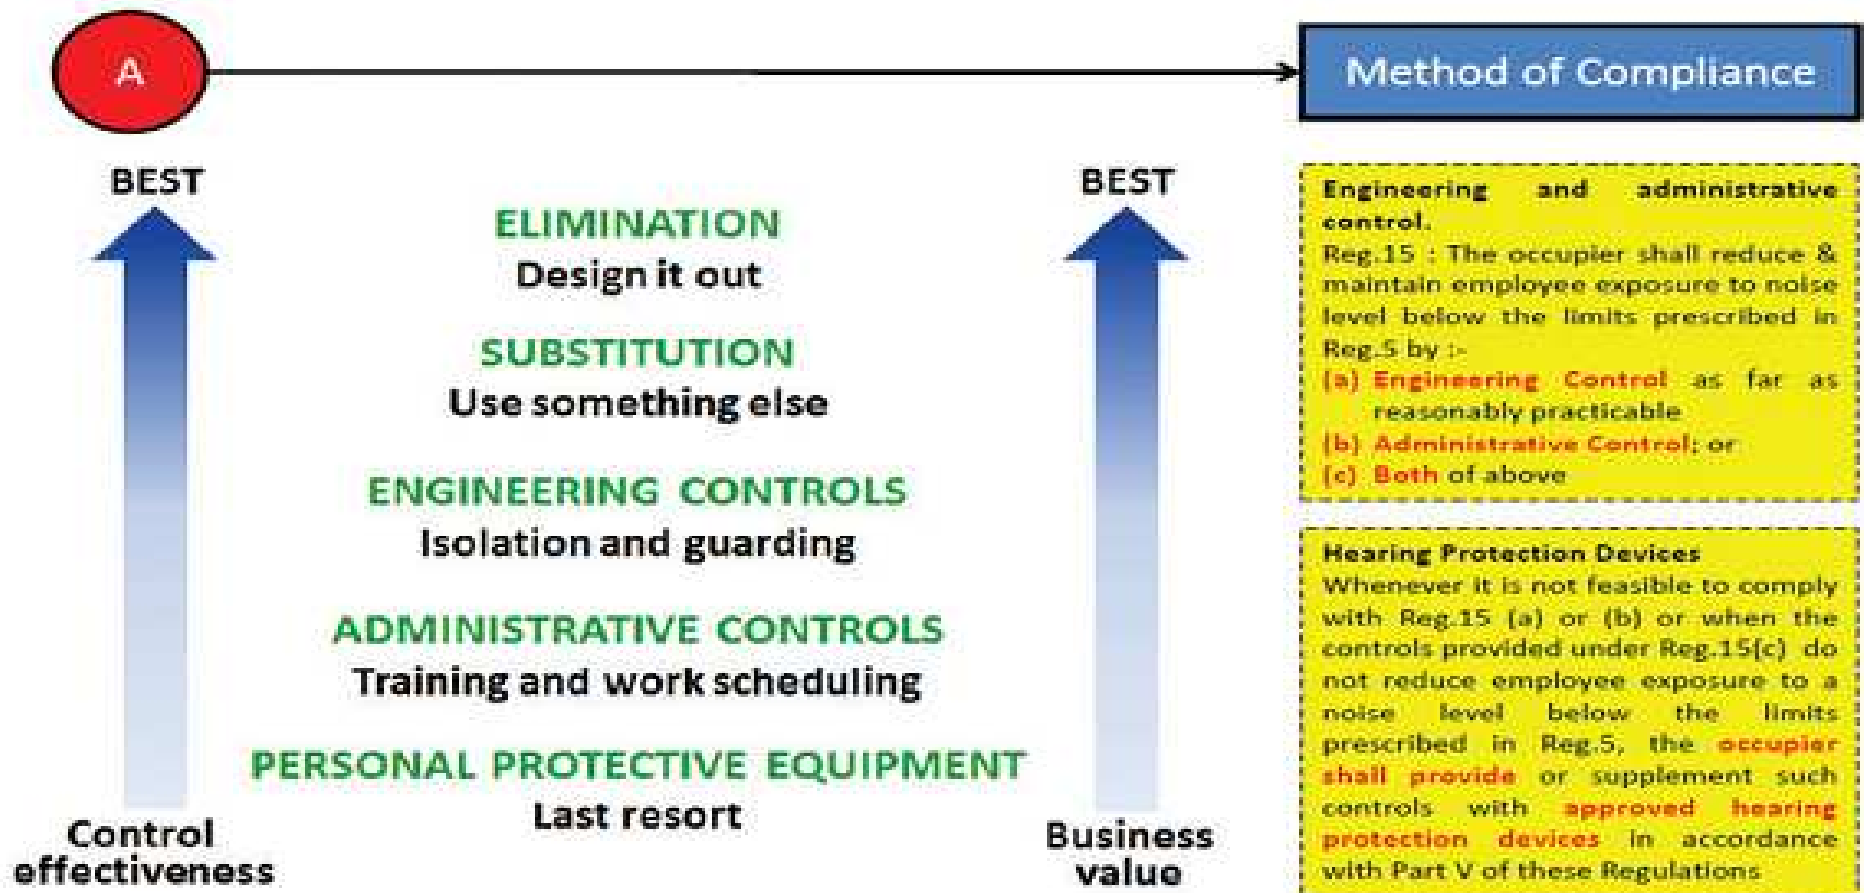 A
Method of Compliance
BEST
ELIMINATION
Design it out
SUBSTITUTION
Use something else
ENGINEERING CONTROLS
Isolation and guarding
ADMINISTRATIVE CONTROLS
Training and work scheduling
PERSONAL PROTECTIVE EQUIPMENT
Last resort
Control
effectiveness
BEST
Business
value
Engineering and administrative
control.
Reg.15 : The occupier shall reduce &
maintain employee exposure to noise
level below the limits prescribed in
Reg.5 by :-
(a) Engineering Control as far as
reasonably practicable
(b) Administrative Control; or
(c) Both of above
Hearing Protection Devices
Whenever it is not feasible to comply
with Reg.15 (a) or (b) or when the
controls provided under Reg.15(c) do
not reduce employee exposure to a
noise level below the limits
prescribed in Reg.5, the occupier
shall provide or supplement such
controls with approved hearing
protection devices in accordance
with Part V of these Regulations